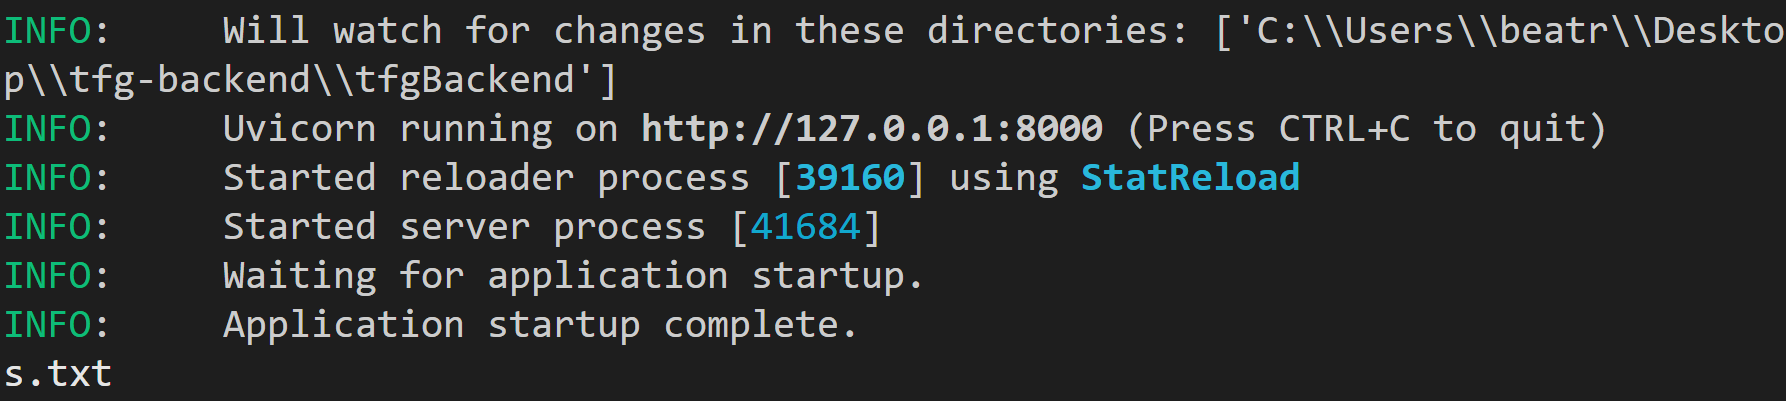 INFO:     Will watch for changes in these directories: ['C:\\Users\\beatr\\Deskto
p\\tfg-backend\\tfgBackend']
INFO:     Uvicorn running on http://127.0.0.1:8000 (Press CTRL+C to quit)
INFO:     Started reloader process [39160] using StatReload
INFO:     Started server process [41684]
INFO:     Waiting for application startup.
INFO:     Application startup complete.
s.txt